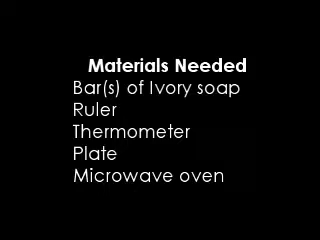 Materials Needed
Bar(s) of Ivory soap
Ruler
Thermometer
Plate
Microwave oven